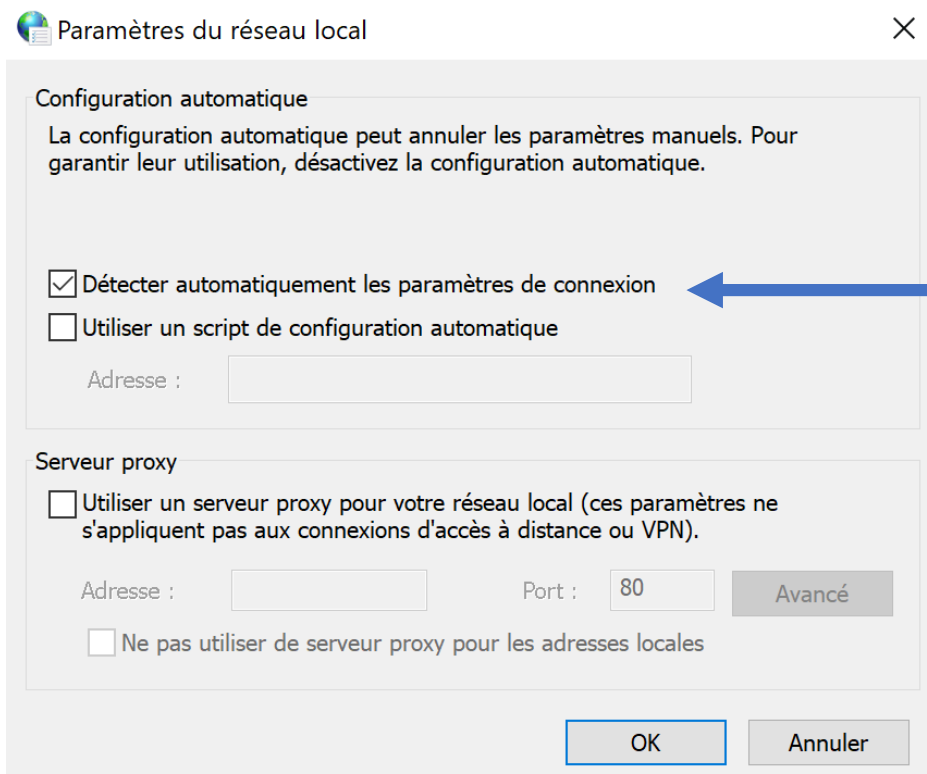 Paramètres du réseau local
Configuration automatique
La configuration automatique peut annuler les paramètres manuels. Pour
garantir leur utilisation, désactivez la configuration automatique.
Détecter automatiquement les paramètres de connexion
Utiliser un script de configuration automatique
Adresse :
Serveur proxy
Utiliser un serveur proxy pour votre réseau local (ces paramètres ne
s'appliquent pas aux connexions d'accès à distance ou VPN).
Adresse : Port : 80 Avancé
Ne pas utiliser de serveur proxy pour les adresses locales
OK Annuler